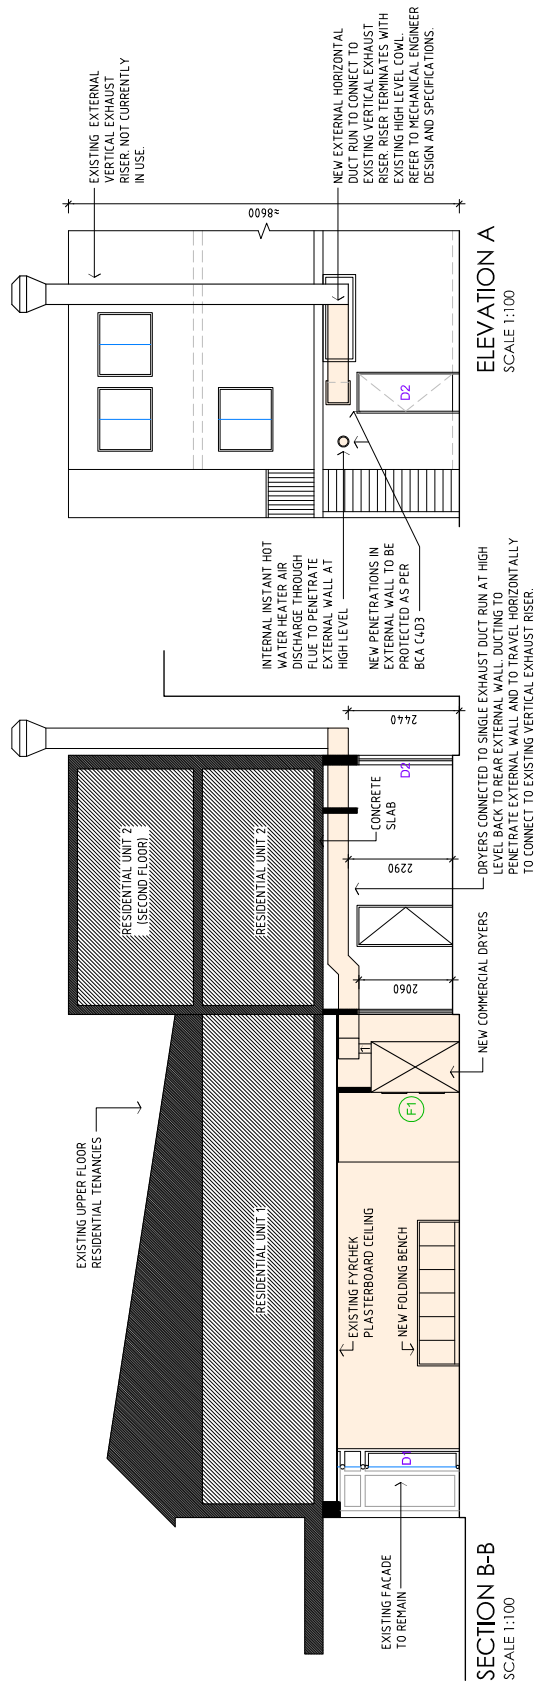 EXISTING EXTERNAL
VERTICAL EXHAUST
RISER. NOT CURRENTLY
IN USE.
NEW EXTERNAL HORIZONTAL
DUCT RUN TO CONNECT TO
EXISTING VERTICAL EXHAUST
RISER. RISER TERMINATES WITH
EXISTING HIGH LEVEL COWL.
REFER TO MECHANICAL ENGINEER
DESIGN AND SPECIFICATIONS.
≈8600
D2
ELEVATION A
SCALE 1:100
INTERNAL INSTANT HOT
WATER HEATER AIR
DISCHARGE THROUGH
FLUE TO PENETRATE
EXTERNAL WALL AT
HIGH LEVEL
NEW PENETRATIONS IN
EXTERNAL WALL TO BE
PROTECTED AS PER
BCA C4D3
EXISTING UPPER FLOOR
RESIDENTIAL TENANCIES
RESIDENTIAL UNIT 2
(SECOND FLOOR)
RESIDENTIAL UNIT 2
RESIDENTIAL UNIT 1
CONCRETE
SLAB
2440
D2
2290
2060
DRYERS CONNECTED TO SINGLE EXHAUST DUCT RUN AT HIGH
LEVEL BACK TO REAR EXTERNAL WALL. DUCTING TO
PENETRATE EXTERNAL WALL AND TO TRAVEL HORIZONTALLY
TO CONNECT TO EXISTING VERTICAL EXHAUST RISER.
NEW COMMERCIAL DRYERS
F1
EXISTING FYRCHEK
PLASTERBOARD CEILING
NEW FOLDING BENCH
D1
EXISTING FACADE
TO REMAIN
SECTION B-B
SCALE 1:100